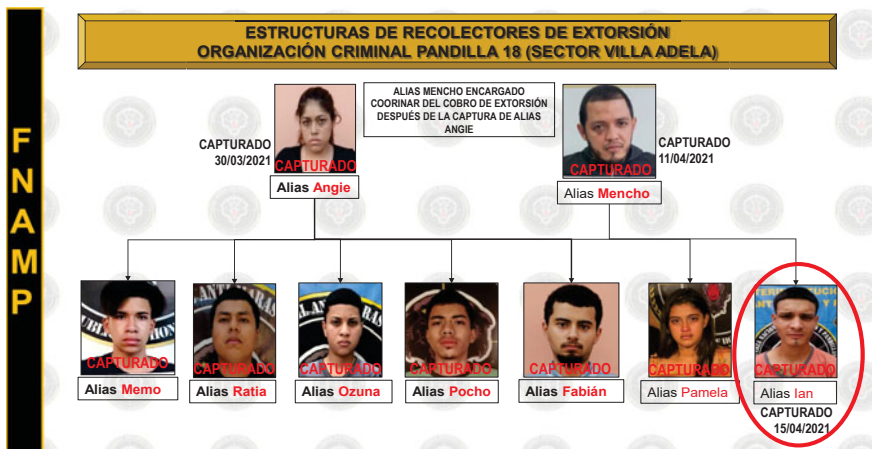 FNAMP
ESTRUCTURAS DE RECOLECTORES DE EXTORSIÓN
ORGANIZACIÓN CRIMINAL PANDILLA 18 (SECTOR VILLA ADELA)
ALIAS MENCHO ENCARGADO
COORINAR DEL COBRO DE EXTORSIÓN
DESPUÉS DE LA CAPTURA DE ALIAS
ANGIE
CAPTURADO
30/03/2021
CAPTURADO
Alias Angie
CAPTURADO
11/04/2021
CAPTURADO
Alias Mencho
CAPTURADO
Alias Memo
CAPTURADO
Alias Ratia
CAPTURADO
Alias Ozuna
CAPTURADO
Alias Pocho
CAPTURADO
Alias Fabián
CAPTURADO
Alias Pamela
CAPTURADO
Alias Ian
CAPTURADO
15/04/2021